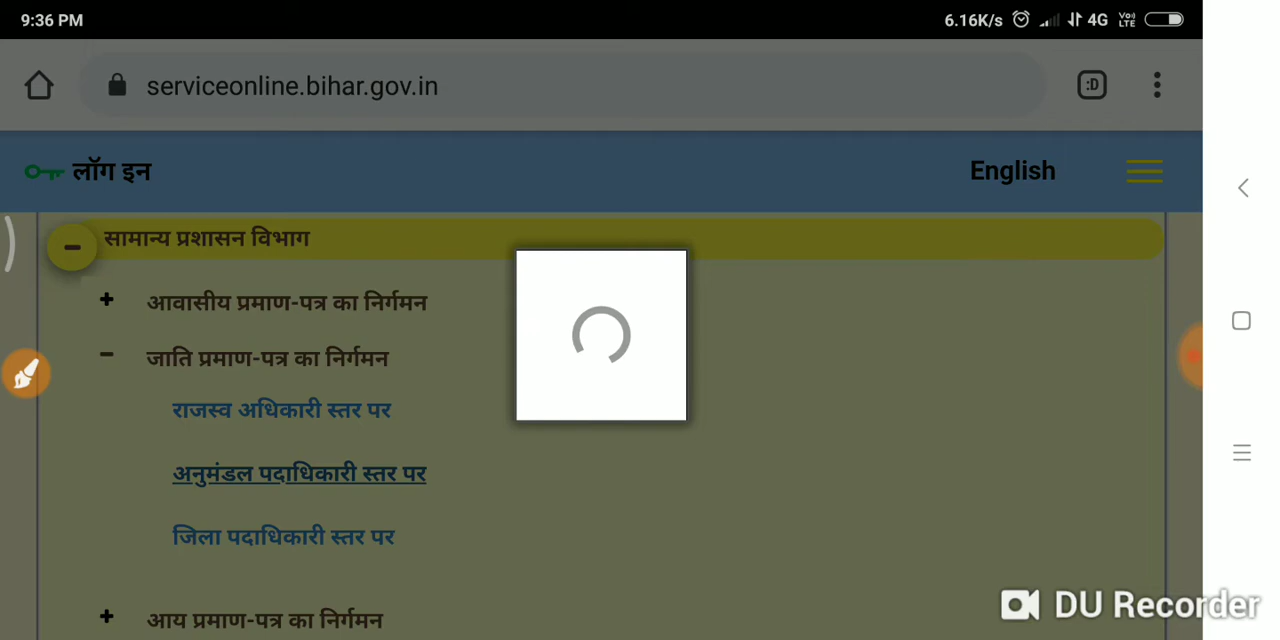 9:36 PM
6.16K/s 4G Vo)) LTE
serviceonline.bihar.gov.in
:D
लॉग इन
English
सामान्य प्रशासन विभाग
आवासीय प्रमाण-पत्र का निर्गमन
जाति प्रमाण-पत्र का निर्गमन
राजस्व अधिकारी स्तर पर
अनुमंडल पदाधिकारी स्तर पर
जिला पदाधिकारी स्तर पर
आय प्रमाण-पत्र का निर्गमन
DU Recorder